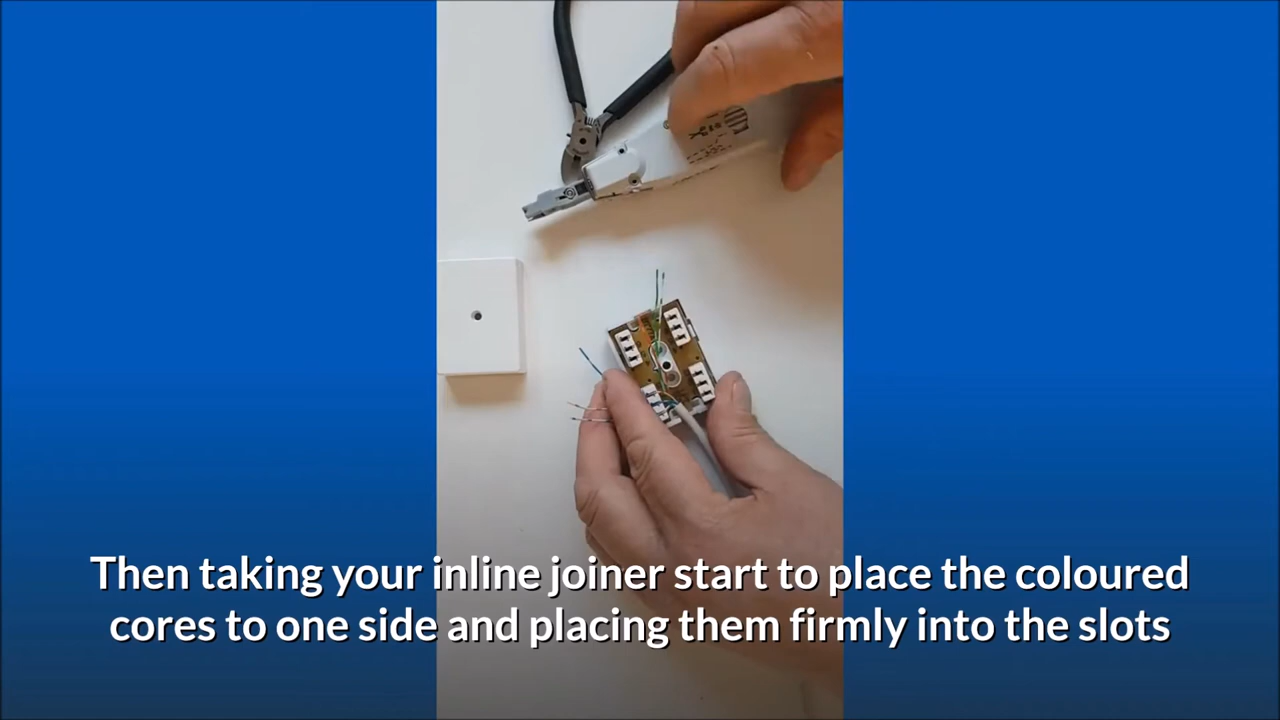 Then taking your inline joiner start to place the coloured
cores to one side and placing them firmly into the slots